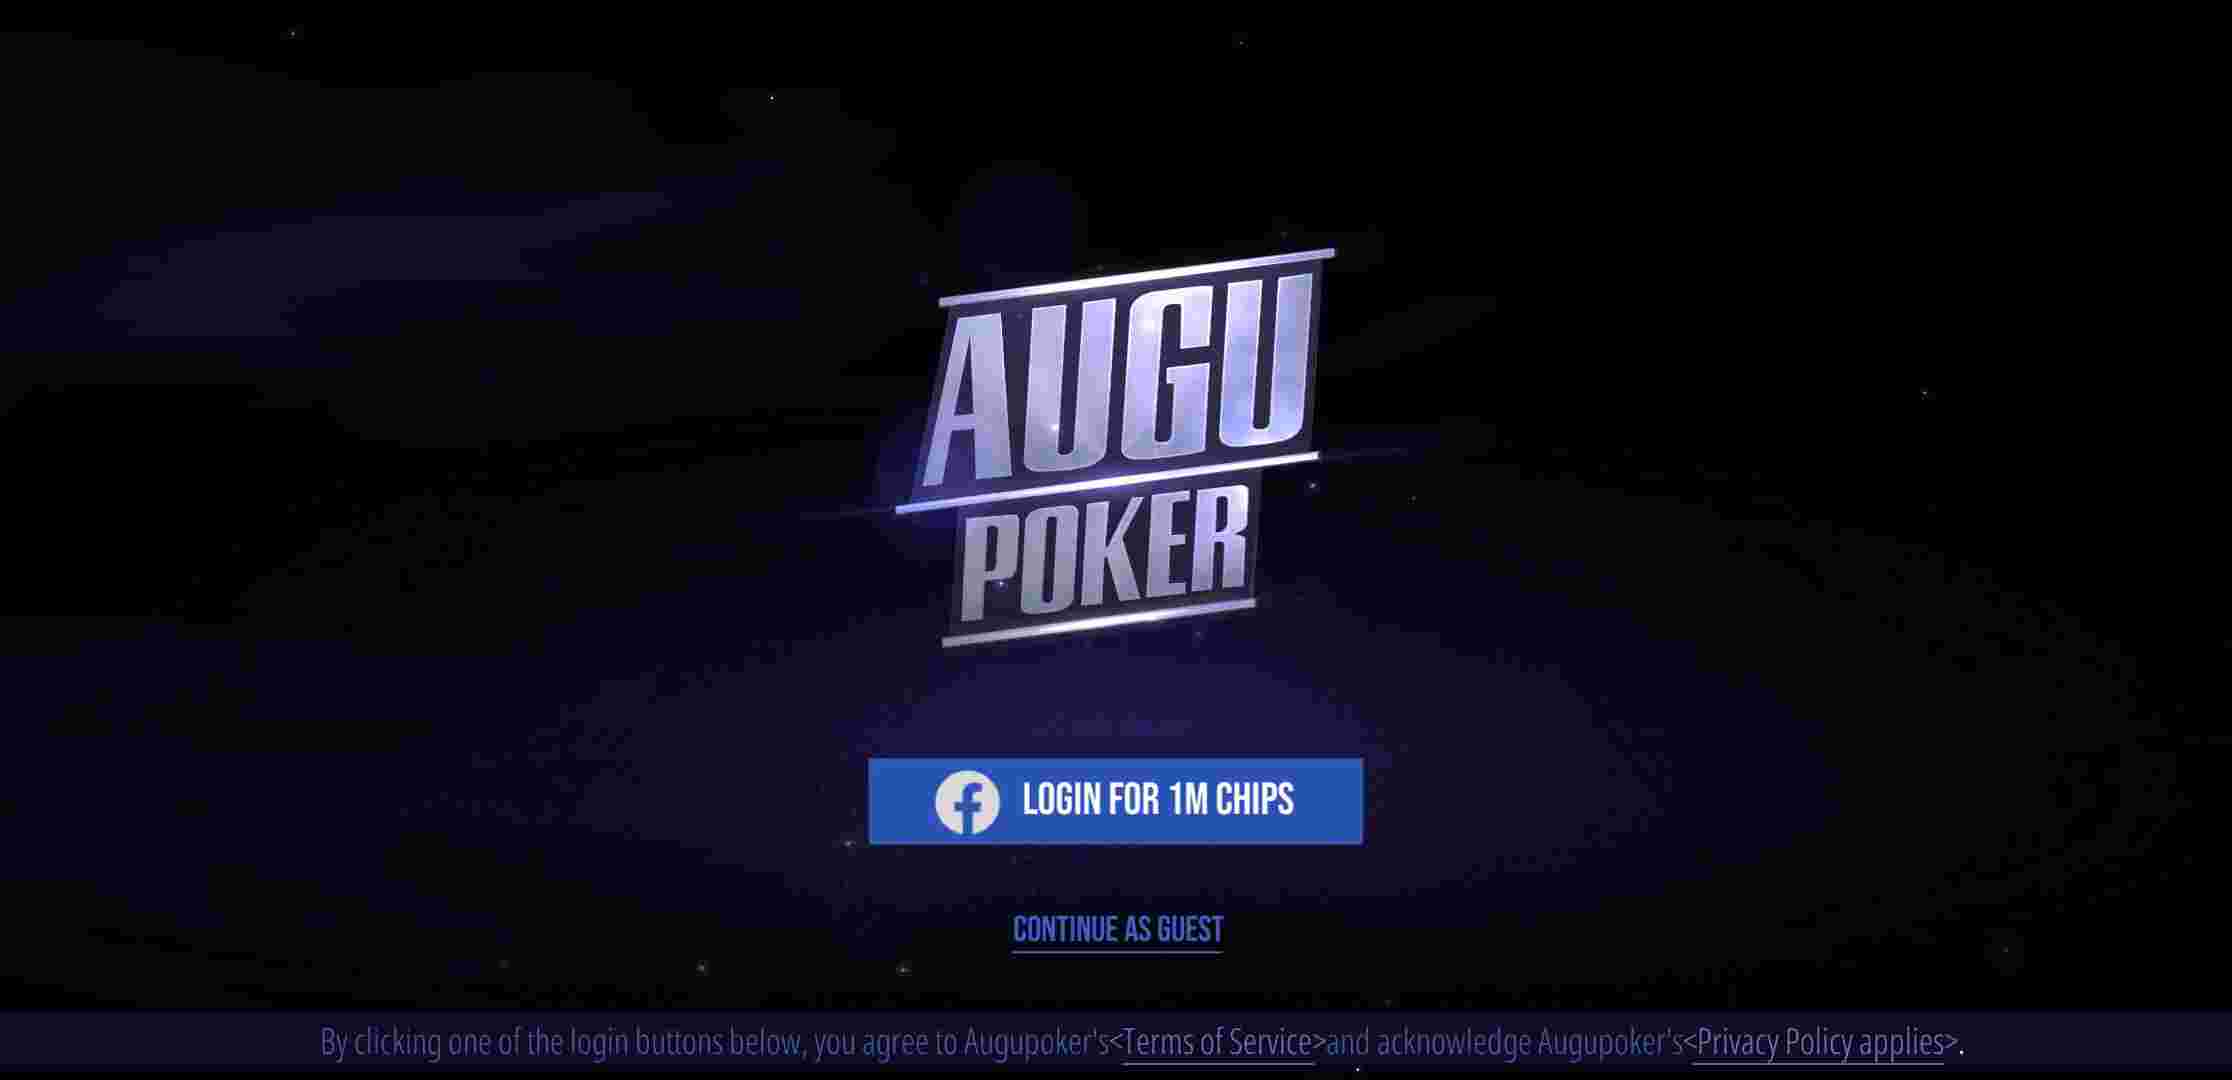 AUGU
POKER
LOGIN FOR 1M CHIPS
CONTINUE AS GUEST
By clicking one of the login buttons below, you agree to Augupoker's<Terms of Service>and acknowledge Augupoker's<Privacy Policy applies>.